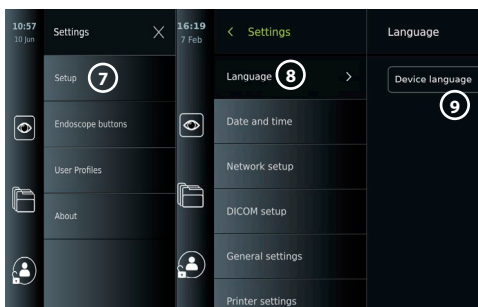 10:57
10 Jun
Settings
Setup
7
Endoscope buttons
User Profiles
About
16:19
7 Feb
Settings
Language
8
Date and time
Network setup
DICOM setup
General settings
Printer settings
Language
Device language
9